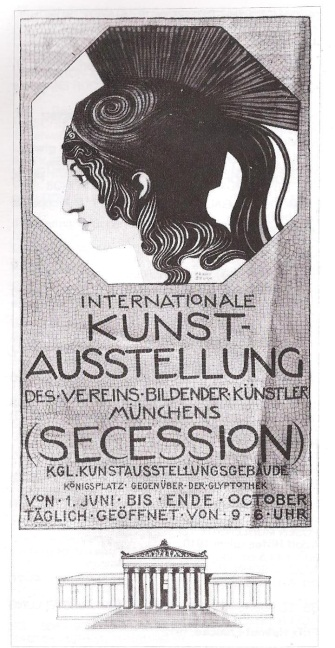 FRANZ
STUCK
INTERNATIONALE
KUNST-
AUSSTELLUNG
DES·VEREINS·BILDENDER·KÜNSTLER
MÜNCHENS
(SECESSION)
KGL.KUNSTAUSSTELLUNGSGEBÄUDE
KÖNIGSPLATZ·GEGENÜBER·DER·GLYPTOTHEK
VON·1.JUNI·BIS·ENDE·OCTOBER
TÄGLICH·GEÖFFNET·VON·9-6·UHR